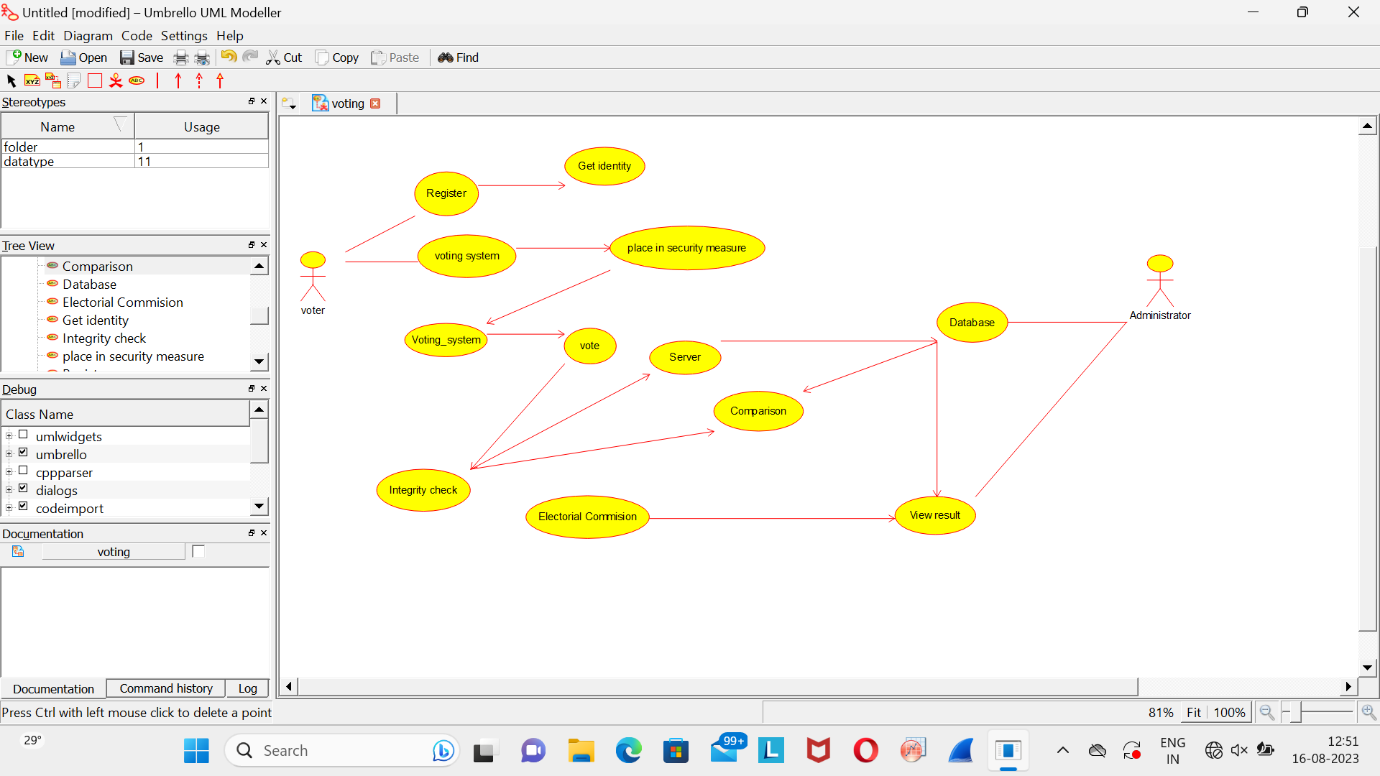 Untitled [modified] – Umbrello UML Modeller
File Edit Diagram Code Settings Help
New Open Save Cut Copy Paste Find
XYZ ABC
Stereotypes
voting
Name Usage
folder 1
datatype 11
Get identity
Register
voting system
place in security measure
voter
Administrator
Database
Voting_system
vote
Server
Comparison
Integrity check
Electorial Commision
View result
Tree View
Comparison
Database
Electorial Commision
Get identity
Integrity check
place in security measure
Debug
Class Name
umlwidgets
umbrello
cppparser
dialogs
codeimport
Documentation
voting
Documentation Command history Log
Press Ctrl with left mouse click to delete a point
81% Fit 100%
29°
Search
99+
L
ENG
IN
12:51
16-08-2023